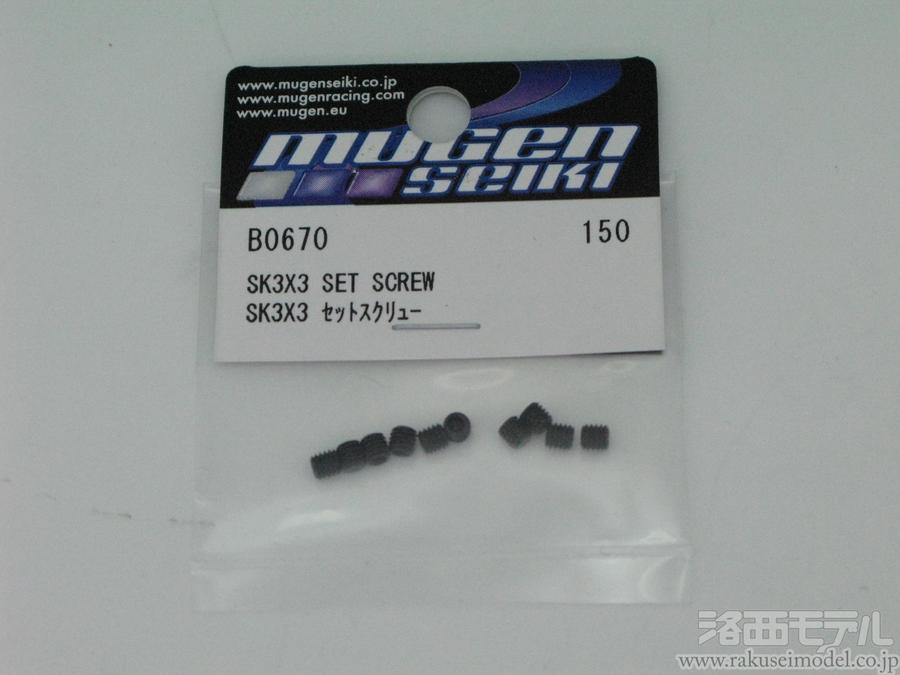 www.mugenseiki.co.jp
www.mugenracing.com
www.mugen.eu
mugen
seiki
B0670 150
SK3X3 SET SCREW
SK3X3 ｾｯﾄｽｸﾘｭｰ
洛西モデル
www.rakuseimodel.co.jp